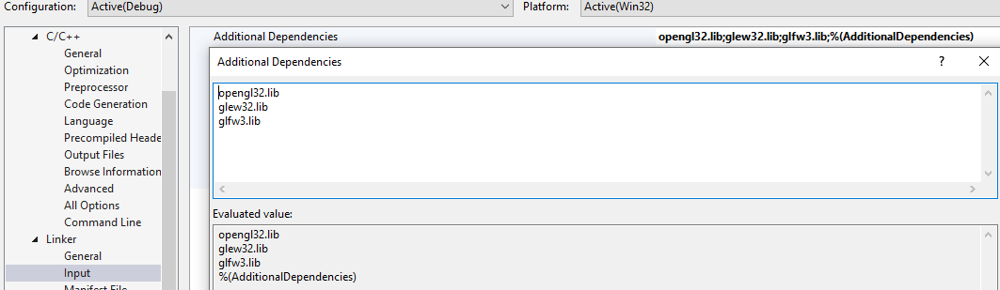 Configuration: Active(Debug) Platform: Active(Win32)
C/C++
General
Optimization
Preprocessor
Code Generation
Language
Precompiled Heade
Output Files
Browse Information
Advanced
All Options
Command Line
Linker
General
Input
Manifest File
Additional Dependencies opengl32.lib;glew32.lib;glfw3.lib;%(AdditionalDependencies)
Additional Dependencies ?
opengl32.lib
glew32.lib
glfw3.lib
Evaluated value:
opengl32.lib
glew32.lib
glfw3.lib
%(AdditionalDependencies)